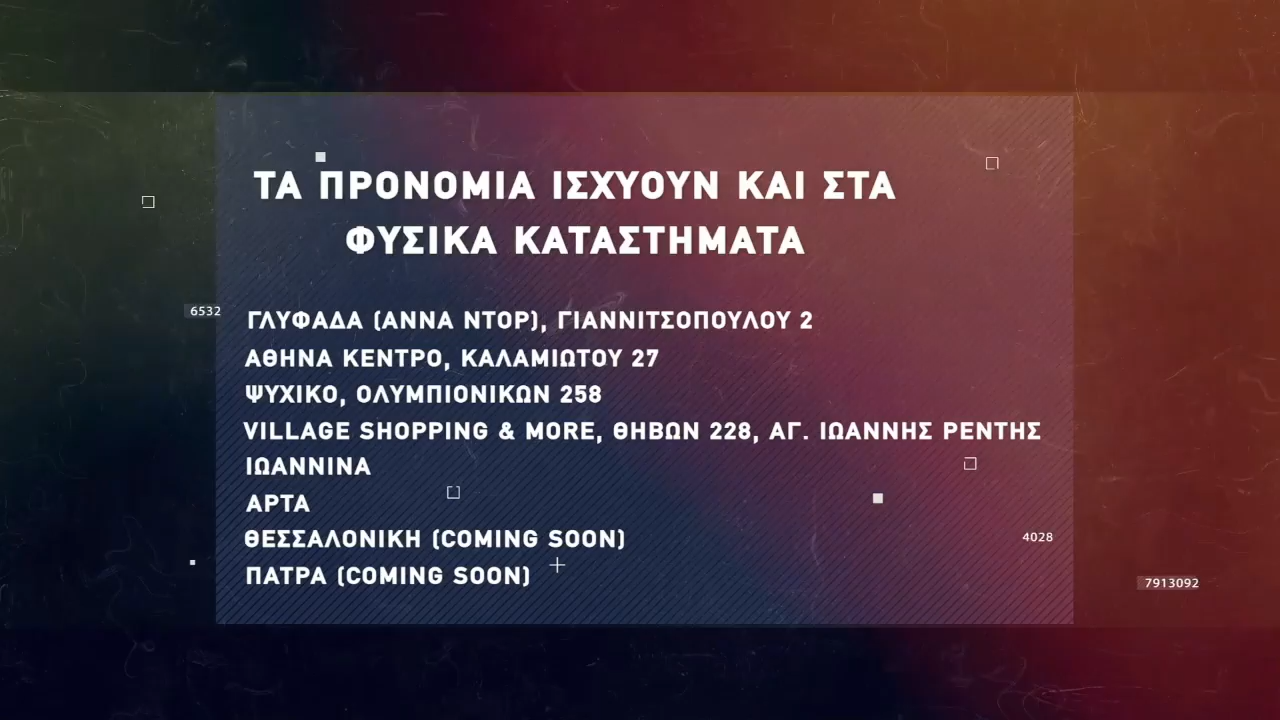 ΤΑ ΠΡΟΝΟΜΙΑ ΙΣΧΥΟΥΝ ΚΑΙ ΣΤΑ
ΦΥΣΙΚΑ ΚΑΤΑΣΤΗΜΑΤΑ
6532
ΓΛΥΦΑΔΑ (ΑΝΝΑ ΝΤΟΡ), ΓΙΑΝΝΙΤΣΟΠΟΥΛΟΥ 2
ΑΘΗΝΑ ΚΕΝΤΡΟ, ΚΑΛΑΜΙΩΤΟΥ 27
ΨΥΧΙΚΟ, ΟΛΥΜΠΙΟΝΙΚΩΝ 258
VILLAGE SHOPPING & MORE, ΘΗΒΩΝ 228, ΑΓ. ΙΩΑΝΝΗΣ ΡΕΝΤΗΣ
ΙΩΑΝΝΙΝΑ
ΑΡΤΑ
ΘΕΣΣΑΛΟΝΙΚΗ (COMING SOON)
4028
ΠΑΤΡΑ (COMING SOON)
7913092